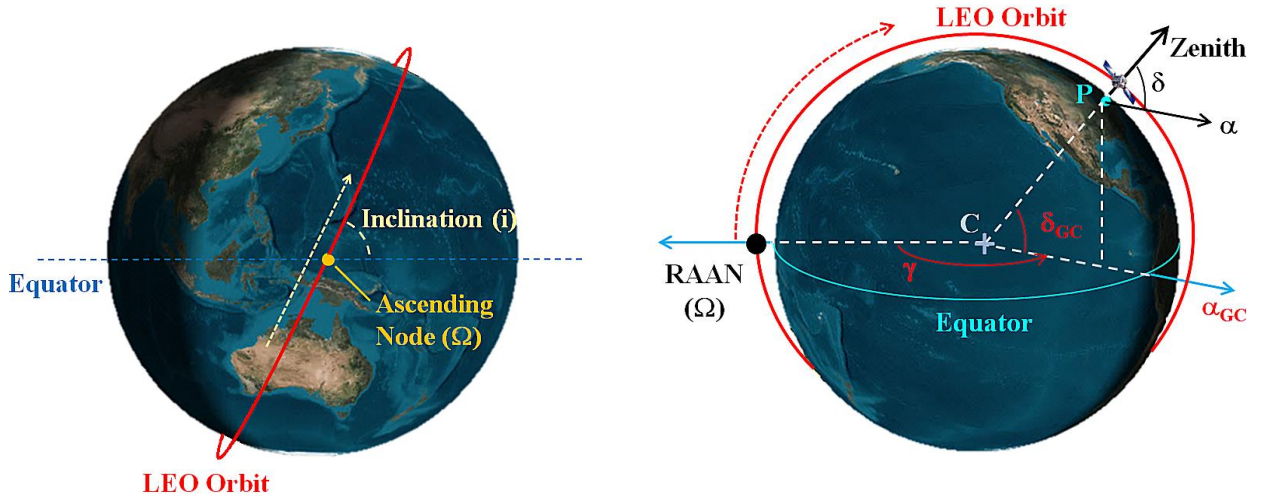 Inclination (i)
Equator
Ascending
Node (Ω)
LEO Orbit
LEO Orbit
Zenith
δ
P
α
C
δGC
RAAN
(Ω)
γ
αGC
Equator